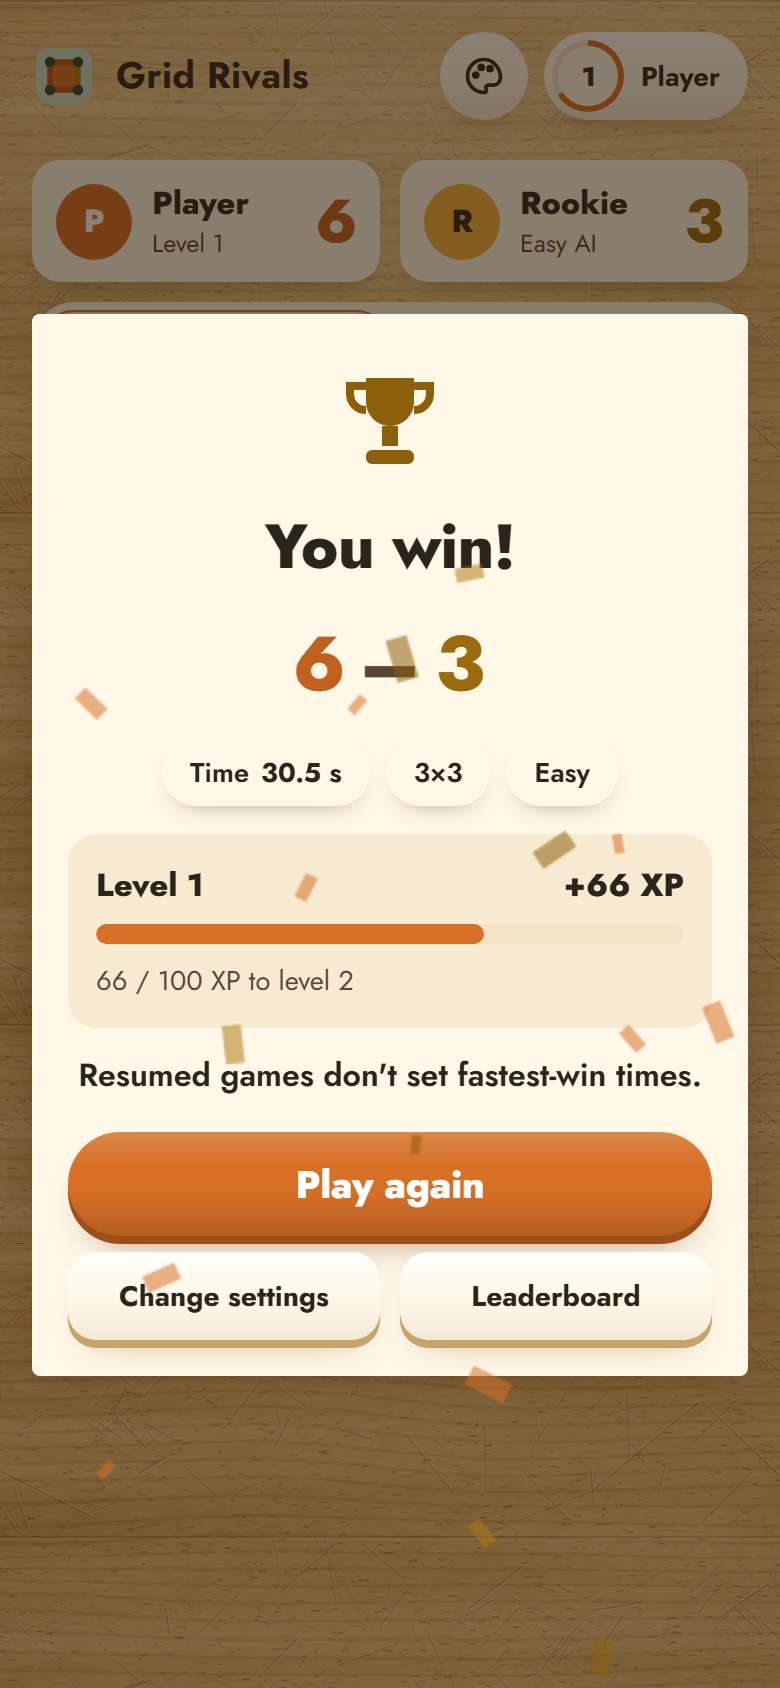 Grid Rivals
1 Player
P Player 6
Level 1
R Rookie 3
Easy AI
You win!
6 – 3
Time 30.5 s 3×3 Easy
Level 1 +66 XP
66 / 100 XP to level 2
Resumed games don't set fastest-win times.
Play again
Change settings Leaderboard